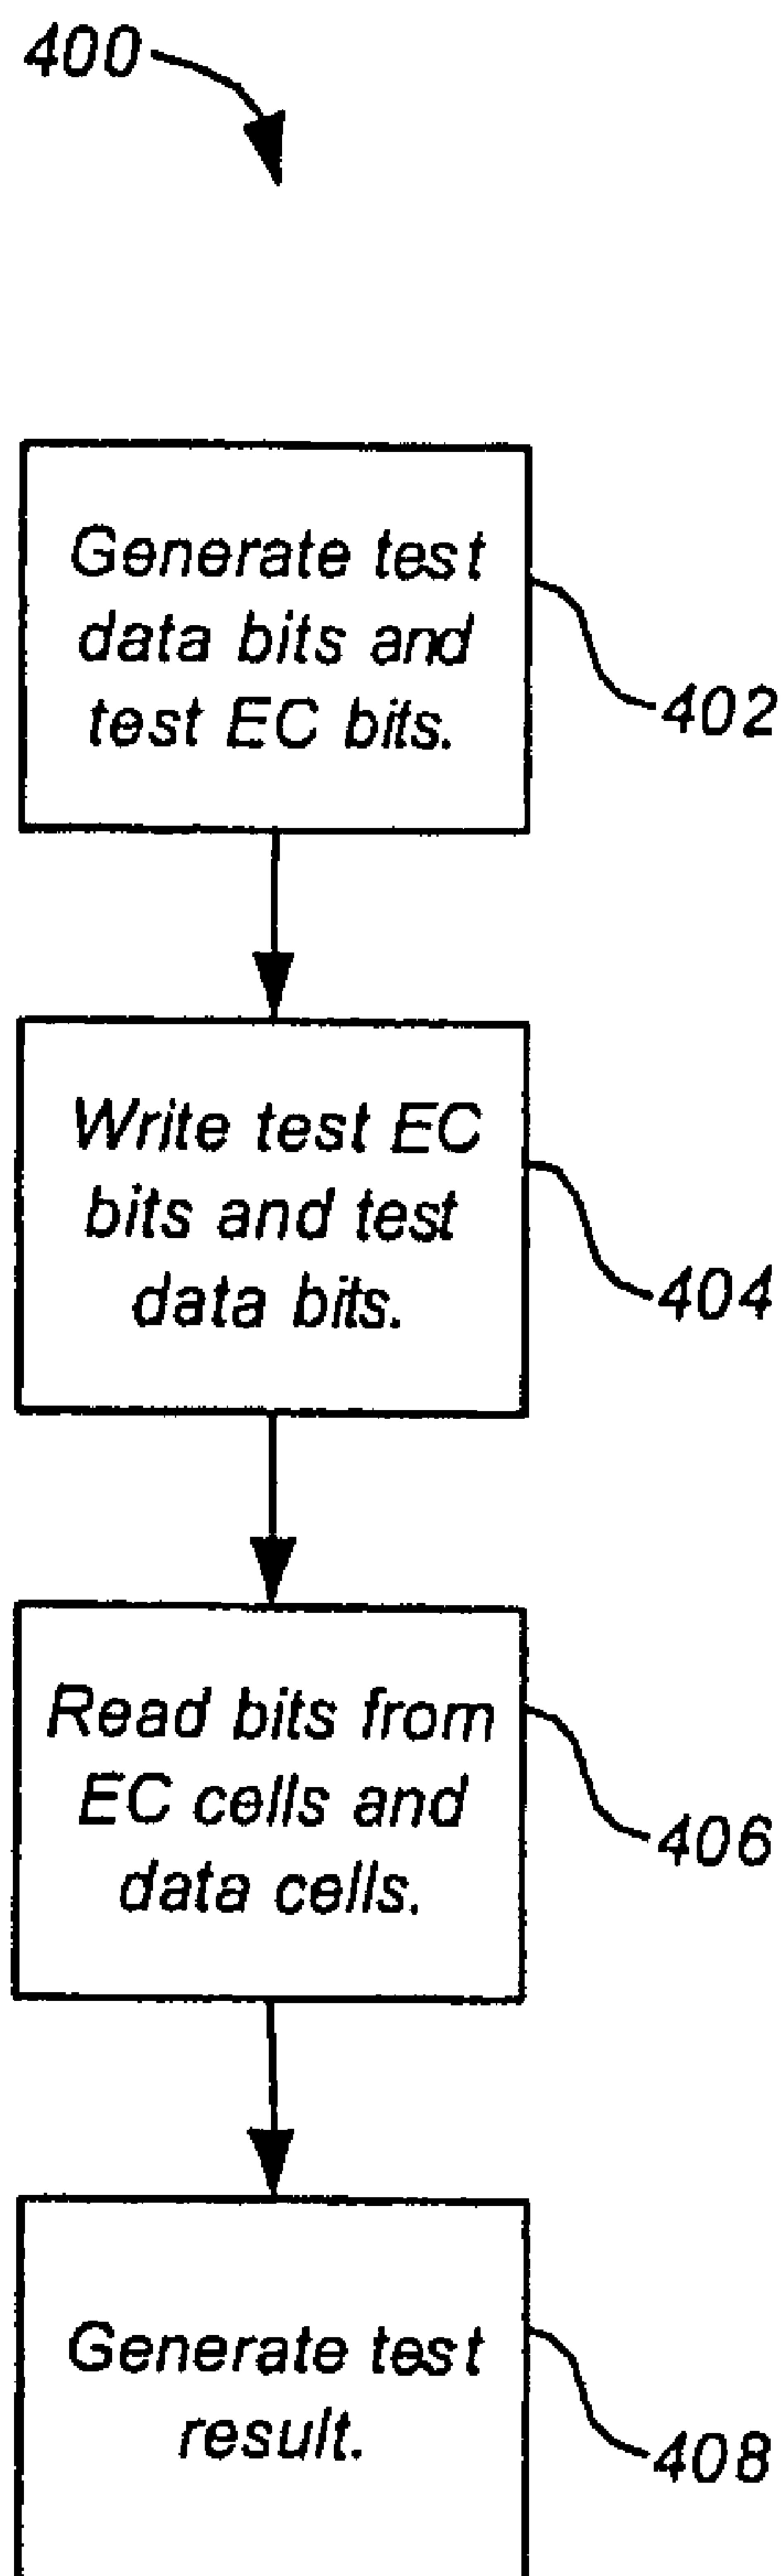 400
Generate test
data bits and
test EC bits.
402
Write test EC
bits and test
data bits.
404
Read bits from
EC cells and
data cells.
406
Generate test
result.
408